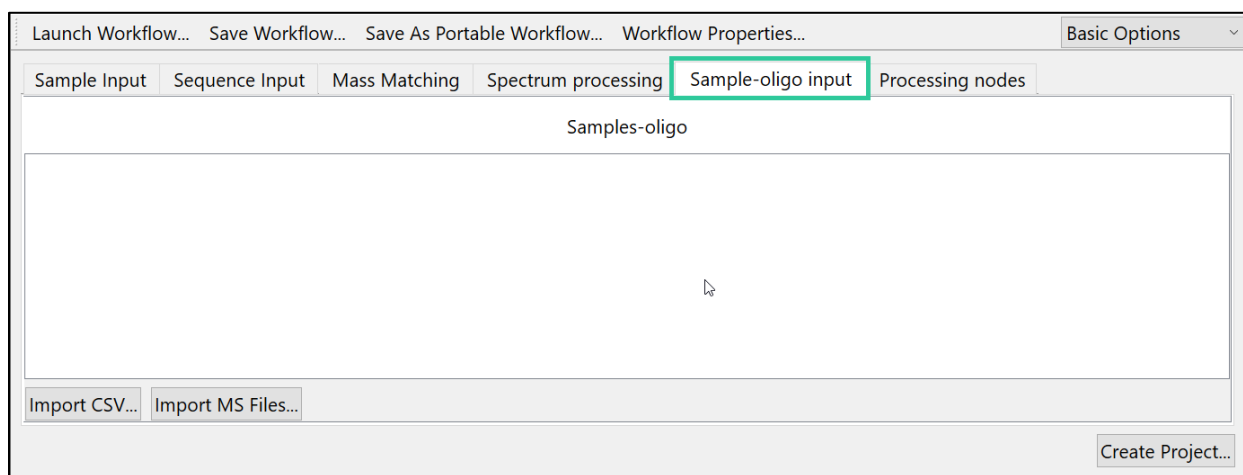 Launch Workflow... Save Workflow... Save As Portable Workflow... Workflow Properties... Basic Options
Sample Input Sequence Input Mass Matching Spectrum processing Sample-oligo input Processing nodes
Samples-oligo
Import CSV... Import MS Files...
Create Project...